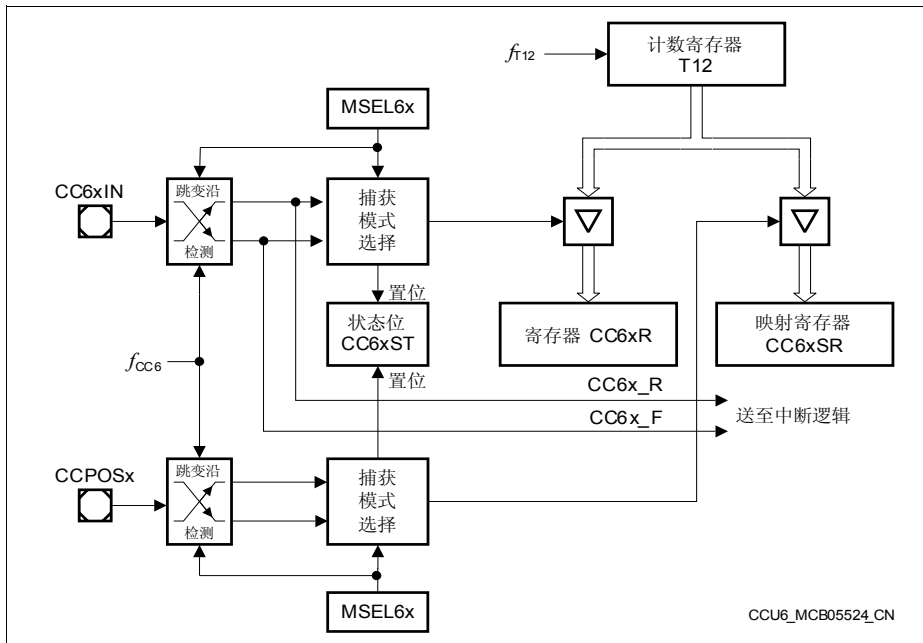 计数寄存器
T12
fT12
MSEL6x
CC6xIN
跳变沿
检测
捕获
模式
选择
置位
状态位
CC6xST
寄存器 CC6xR
映射寄存器
CC6xSR
fCC6
置位
CC6x_R
CC6x_F
送至中断逻辑
CCPOSx
跳变沿
检测
捕获
模式
选择
MSEL6x
CCU6_MCB05524_CN